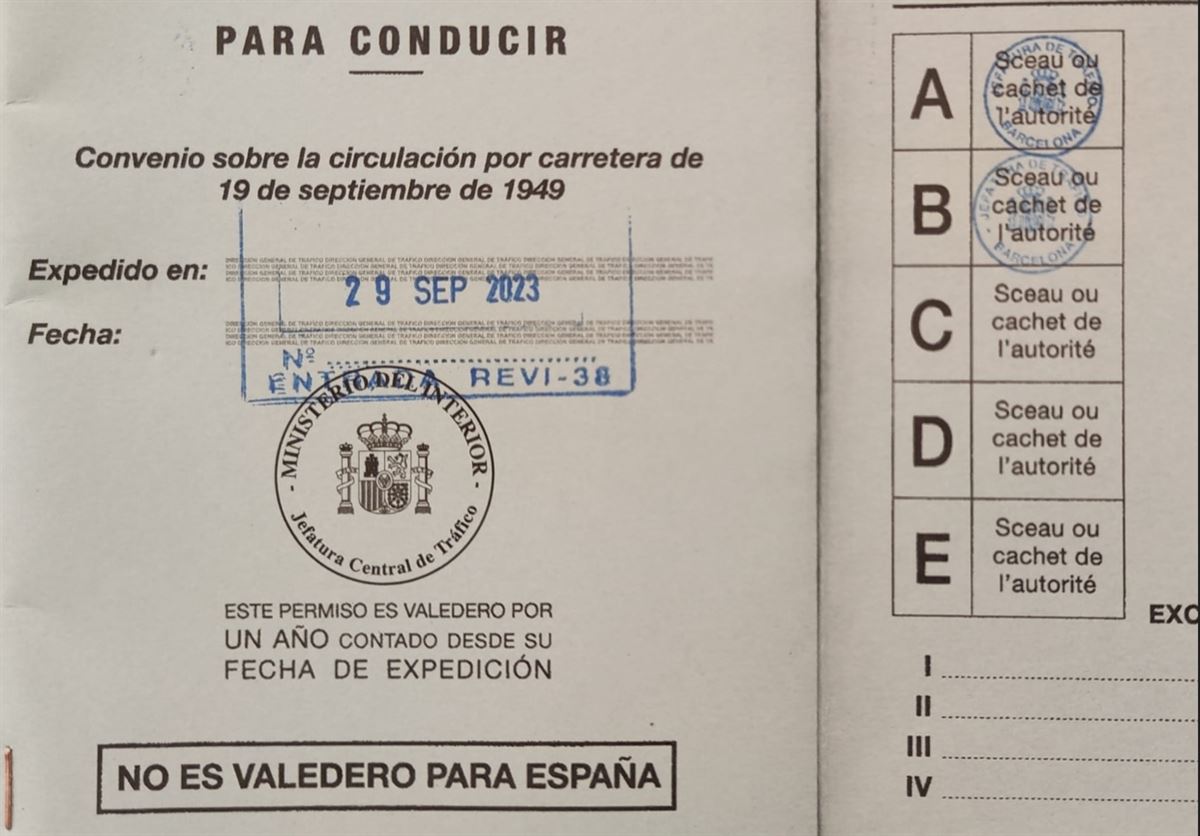 PARA CONDUCIR
Convenio sobre la circulación por carretera de
19 de septiembre de 1949
Expedido en:
29 SEP 2023
Fecha:
Nº
ENTRADA REVI-38
MINISTERIO DEL INTERIOR
Jefatura Central de Tráfico
ESTE PERMISO ES VALEDERO POR
UN AÑO CONTADO DESDE SU
FECHA DE EXPEDICIÓN
NO ES VALEDERO PARA ESPAÑA
A
Sceau ou
cachet de
l'autorité
BARCELONA
B
Sceau ou
cachet de
l'autorité
BARCELONA
C
Sceau ou
cachet de
l'autorité
D
Sceau ou
cachet de
l'autorité
E
Sceau ou
cachet de
l'autorité
EXC
I
II
III
IV